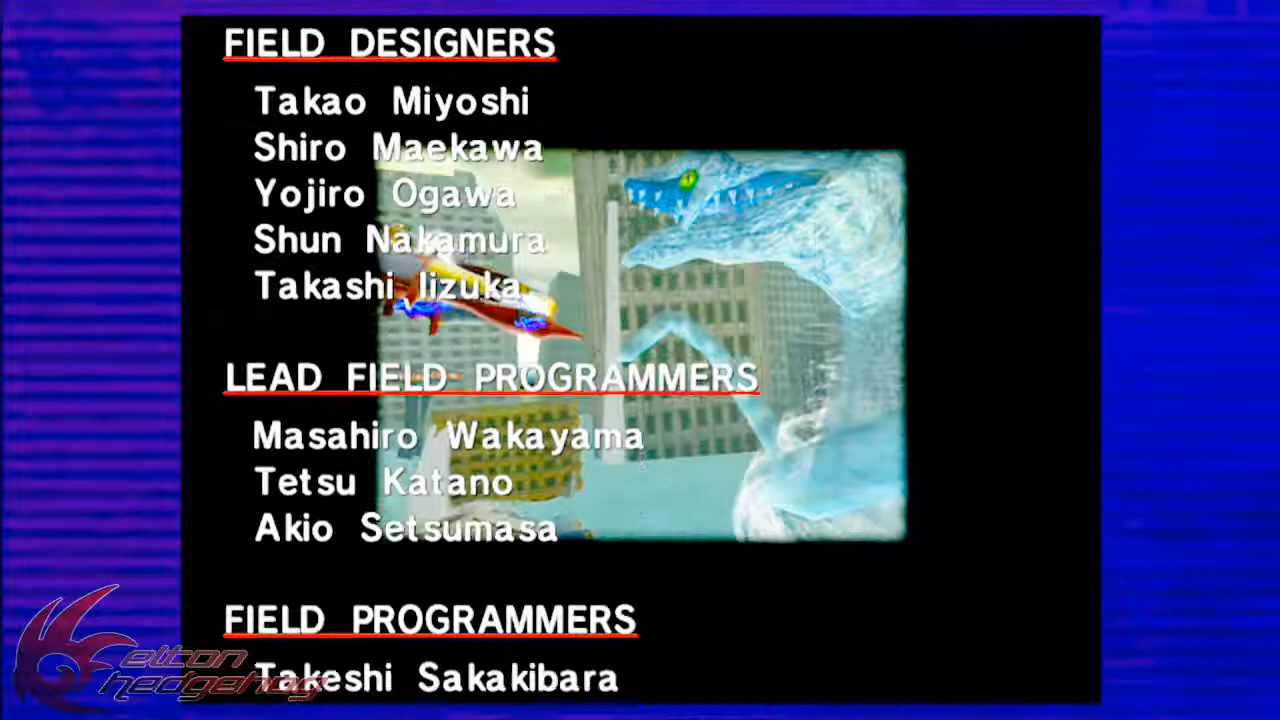 FIELD DESIGNERS
Takao Miyoshi
Shiro Maekawa
Yojiro Ogawa
Shun Nakamura
Takashi Iizuka
LEAD FIELD PROGRAMMERS
Masahiro Wakayama
Tetsu Katano
Akio Setsumasa
FIELD PROGRAMMERS
Takeshi Sakakibara
elton
hedgehog